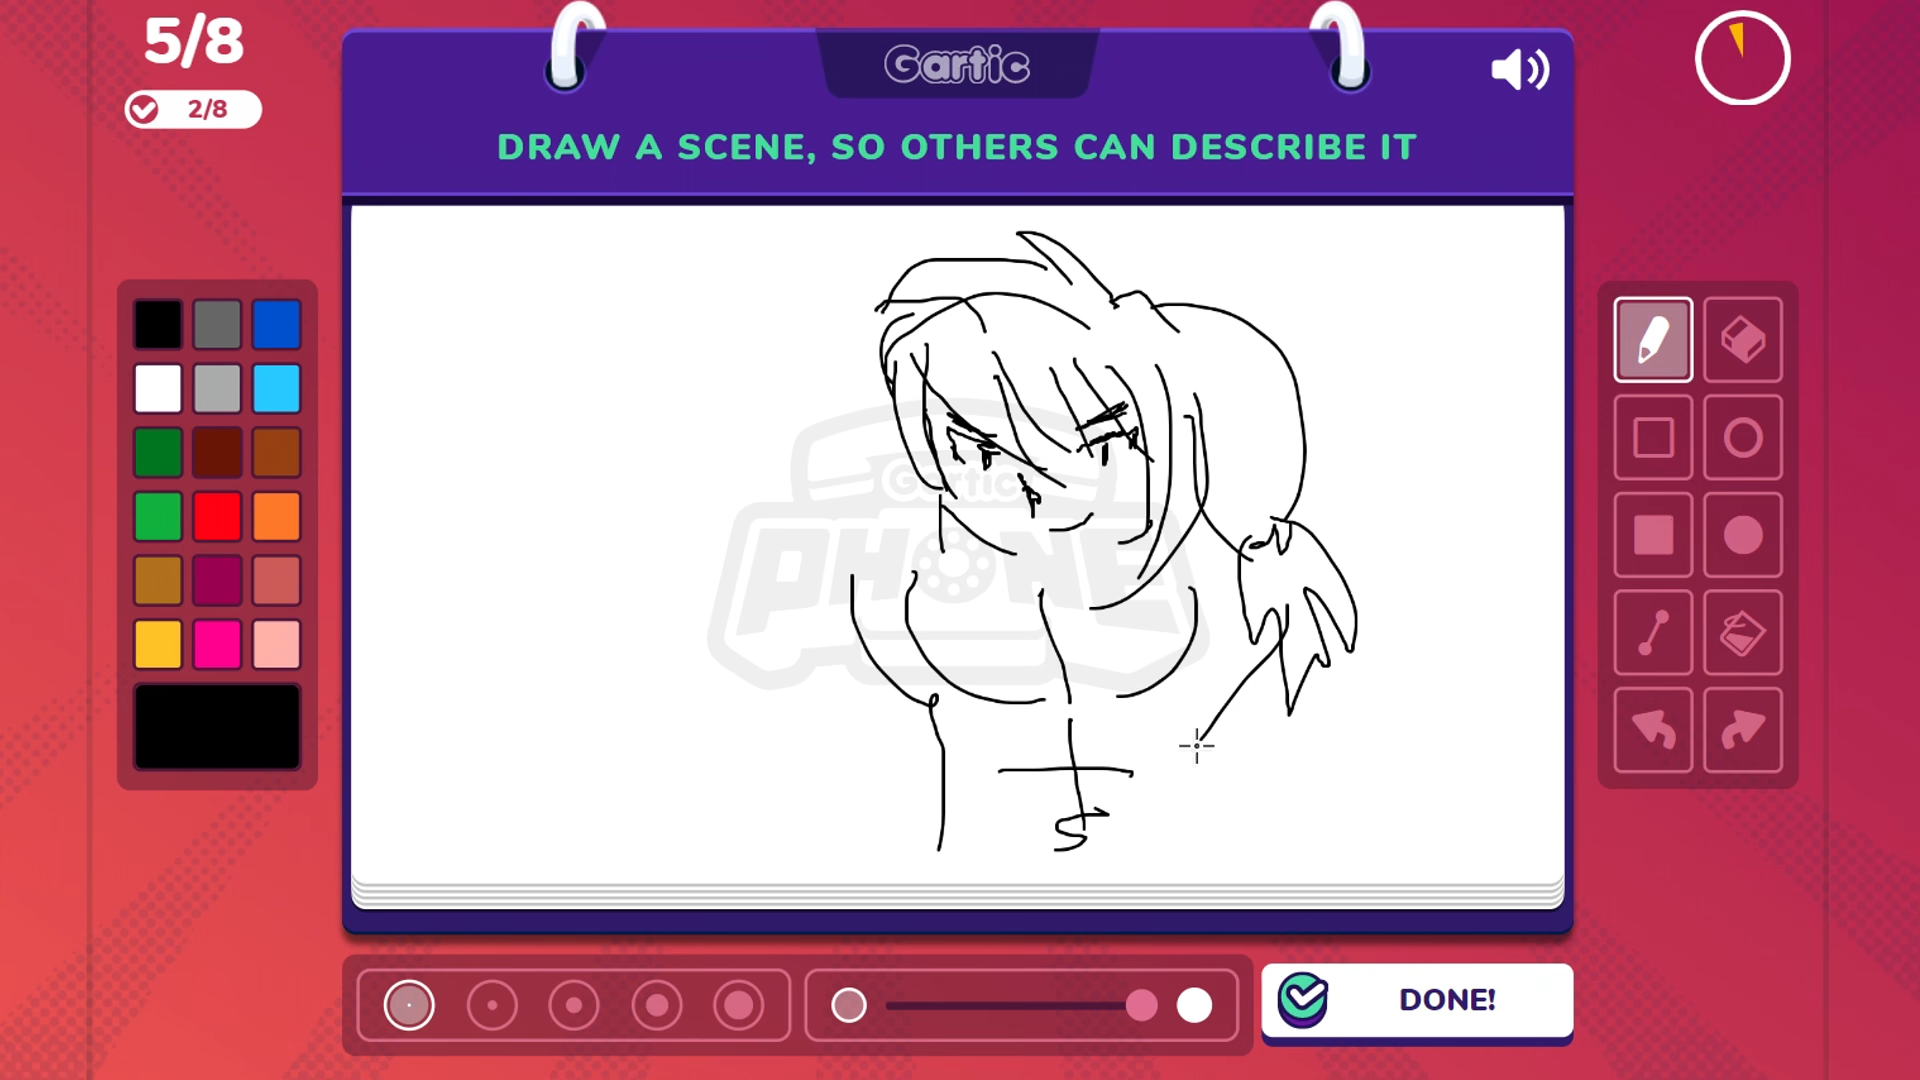 5/8
2/8
Gartic
DRAW A SCENE, SO OTHERS CAN DESCRIBE IT
Gartic
PHONE
DONE!